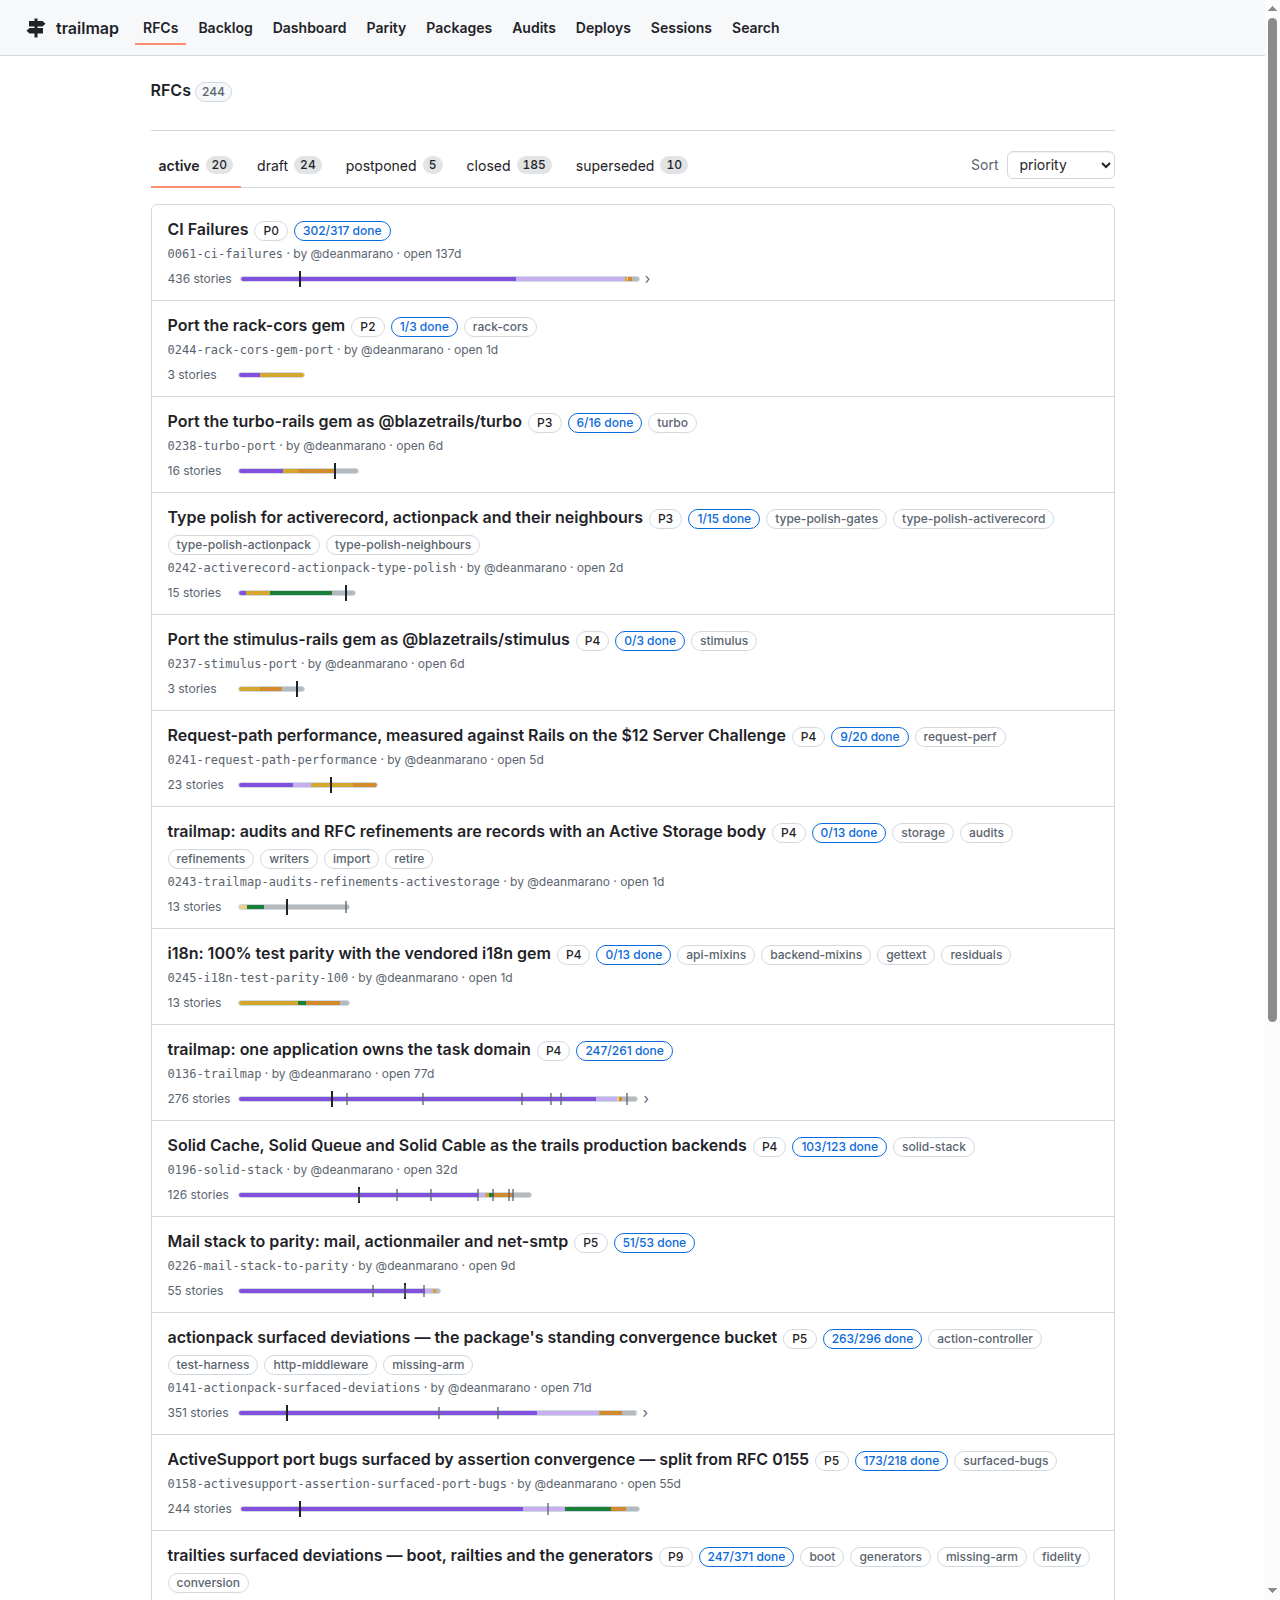 trailmap RFCs Backlog Dashboard Parity Packages Audits Deploys Sessions Search
RFCs 244
active 20 draft 24 postponed 5 closed 185 superseded 10 Sort priority
CI Failures P0 302/317 done
0061-ci-failures · by @deanmarano · open 137d
436 stories ›
Port the rack-cors gem P2 1/3 done rack-cors
0244-rack-cors-gem-port · by @deanmarano · open 1d
3 stories
Port the turbo-rails gem as @blazetrails/turbo P3 6/16 done turbo
0238-turbo-port · by @deanmarano · open 6d
16 stories
Type polish for activerecord, actionpack and their neighbours P3 1/15 done type-polish-gates type-polish-activerecord
type-polish-actionpack type-polish-neighbours
0242-activerecord-actionpack-type-polish · by @deanmarano · open 2d
15 stories
Port the stimulus-rails gem as @blazetrails/stimulus P4 0/3 done stimulus
0237-stimulus-port · by @deanmarano · open 6d
3 stories
Request-path performance, measured against Rails on the $12 Server Challenge P4 9/20 done request-perf
0241-request-path-performance · by @deanmarano · open 5d
23 stories
trailmap: audits and RFC refinements are records with an Active Storage body P4 0/13 done storage audits
refinements writers import retire
0243-trailmap-audits-refinements-activestorage · by @deanmarano · open 1d
13 stories
i18n: 100% test parity with the vendored i18n gem P4 0/13 done api-mixins backend-mixins gettext residuals
0245-i18n-test-parity-100 · by @deanmarano · open 1d
13 stories
trailmap: one application owns the task domain P4 247/261 done
0136-trailmap · by @deanmarano · open 77d
276 stories ›
Solid Cache, Solid Queue and Solid Cable as the trails production backends P4 103/123 done solid-stack
0196-solid-stack · by @deanmarano · open 32d
126 stories
Mail stack to parity: mail, actionmailer and net-smtp P5 51/53 done
0226-mail-stack-to-parity · by @deanmarano · open 9d
55 stories
actionpack surfaced deviations — the package's standing convergence bucket P5 263/296 done action-controller
test-harness http-middleware missing-arm
0141-actionpack-surfaced-deviations · by @deanmarano · open 71d
351 stories ›
ActiveSupport port bugs surfaced by assertion convergence — split from RFC 0155 P5 173/218 done surfaced-bugs
0158-activesupport-assertion-surfaced-port-bugs · by @deanmarano · open 55d
244 stories
trailties surfaced deviations — boot, railties and the generators P9 247/371 done boot generators missing-arm fidelity
conversion